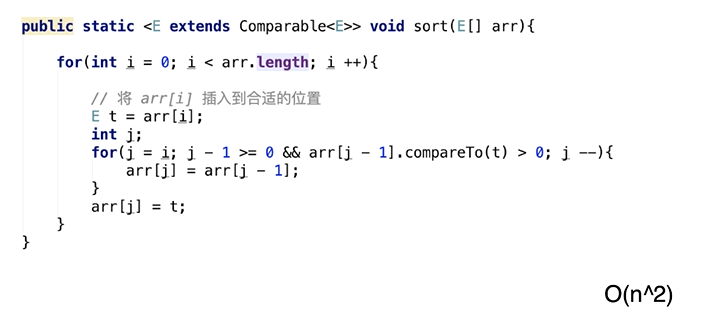 public static <E extends Comparable<E>> void sort(E[] arr){
for(int i = 0; i < arr.length; i ++){
// 将 arr[i] 插入到合适的位置
E t = arr[i];
int j;
for(j = i; j - 1 >= 0 && arr[j - 1].compareTo(t) > 0; j --){
arr[j] = arr[j - 1];
}
arr[j] = t;
}
}
O(n^2)